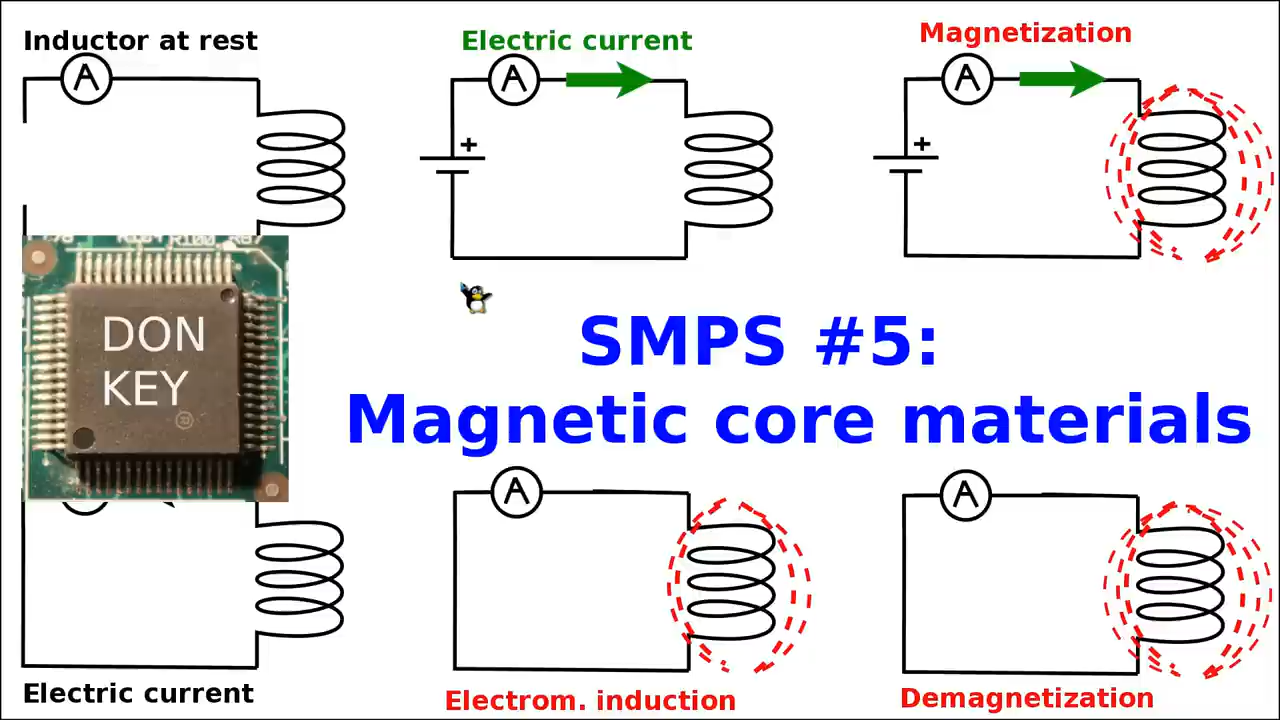 Inductor at rest
Electric current
Magnetization
A
A
A
+
+
DON
KEY
SMPS #5:
Magnetic core materials
A
A
Electric current
Electrom. induction
Demagnetization